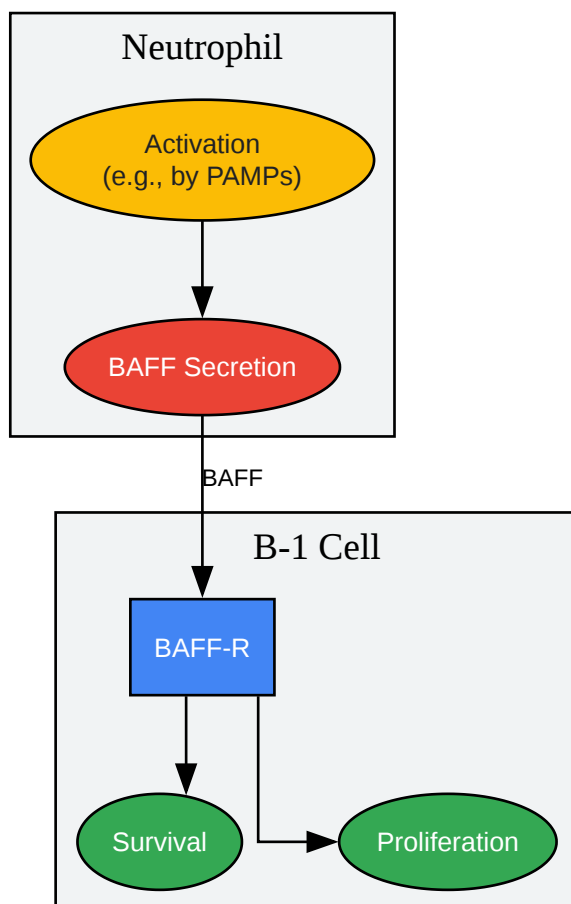 Neutrophil
Activation
(e.g., by PAMPs)
BAFF Secretion
BAFF
B-1 Cell
BAFF-R
Survival
Proliferation